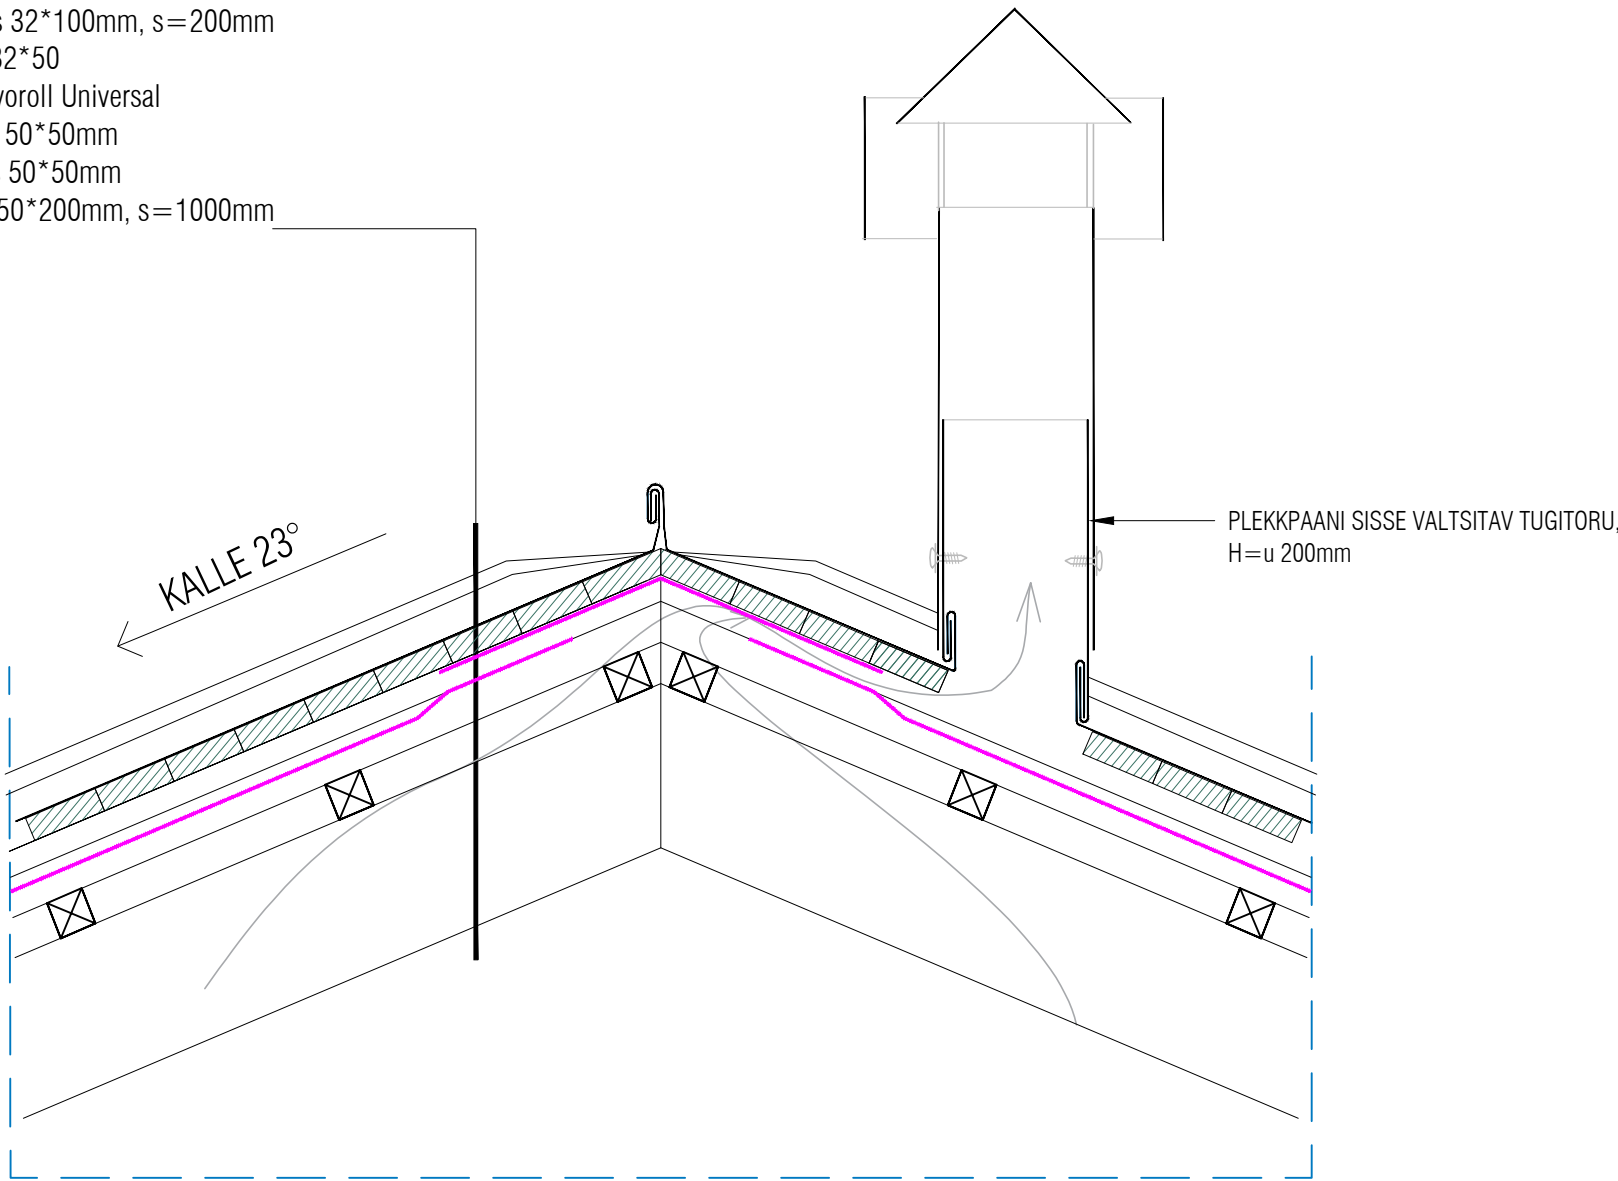 s 32*100mm, s=200mm
32*50
yoroll Universal
50*50mm
50*50mm
50*200mm, s=1000mm
KALLE 23°
PLEKKPAANI SISSE VALTSITAV TUGITORU,
H=u 200mm